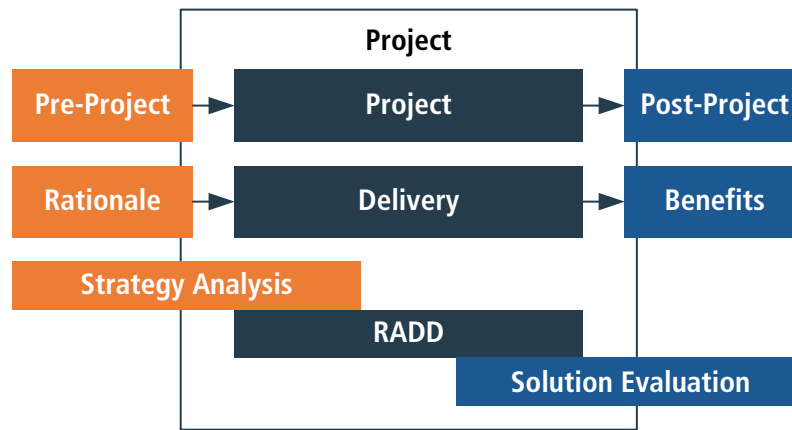 Project
Pre-Project
Project
Post-Project
Rationale
Delivery
Benefits
Strategy Analysis
RADD
Solution Evaluation